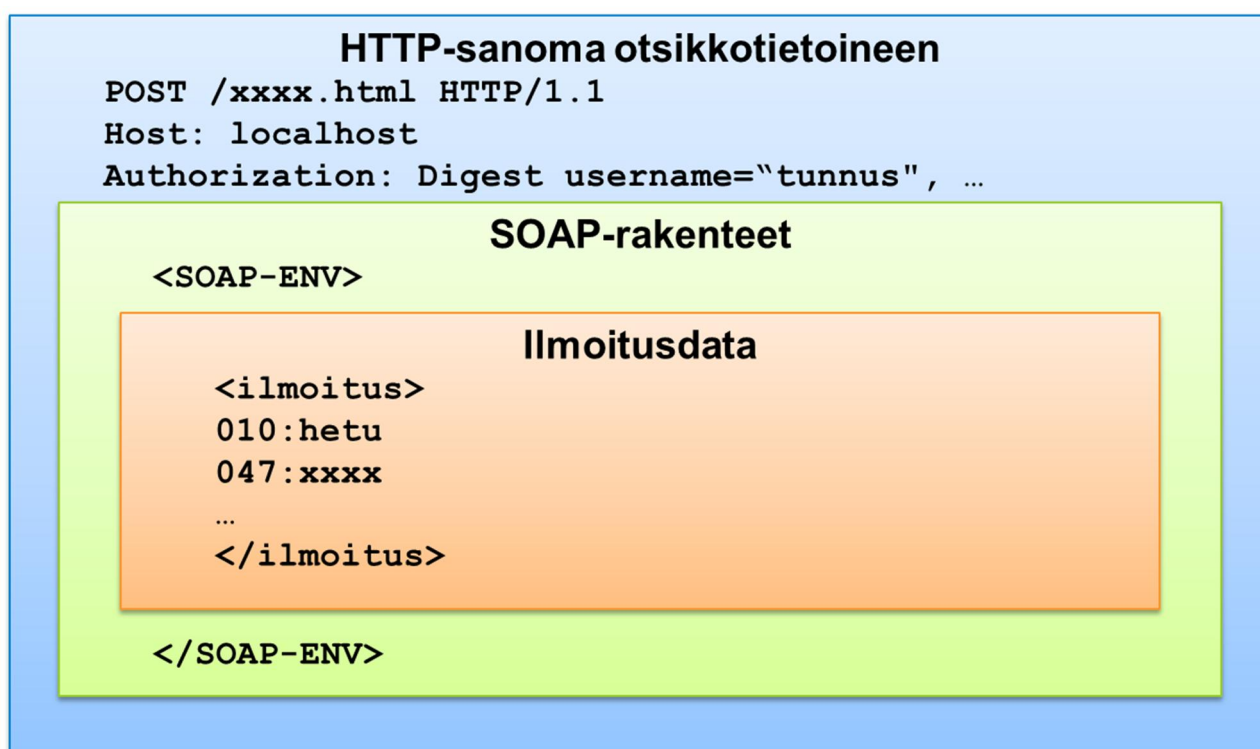 HTTP-sanoma otsikkotietoineen
POST /xxxx.html HTTP/1.1
Host: localhost
Authorization: Digest username=‟tunnus", …
SOAP-rakenteet
<SOAP-ENV>
Ilmoitusdata
<ilmoitus>
010:hetu
047:xxxx
…
</ilmoitus>
</SOAP-ENV>